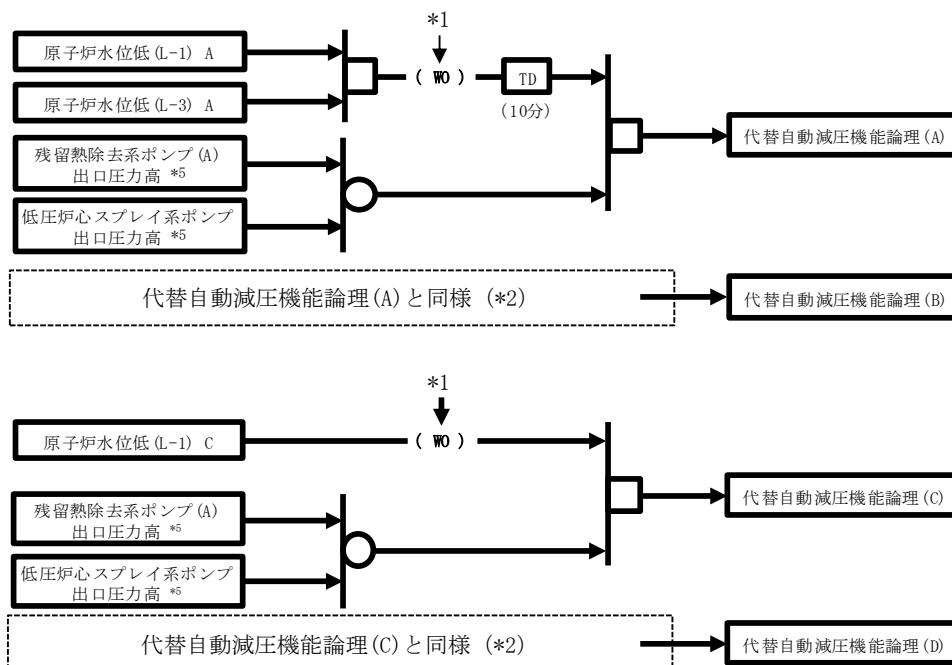 *1
原子炉水位低(L-1) A
( WO )
TD
(10分)
原子炉水位低(L-3) A
代替自動減圧機能論理(A)
残留熱除去系ポンプ(A)
出口圧力高 *5
低圧炉心スプレイ系ポンプ
出口圧力高 *5
代替自動減圧機能論理(A)と同様 (*2)
代替自動減圧機能論理(B)
*1
原子炉水位低(L-1) C
( WO )
残留熱除去系ポンプ(A)
出口圧力高 *5
代替自動減圧機能論理(C)
低圧炉心スプレイ系ポンプ
出口圧力高 *5
代替自動減圧機能論理(C)と同様 (*2)
代替自動減圧機能論理(D)